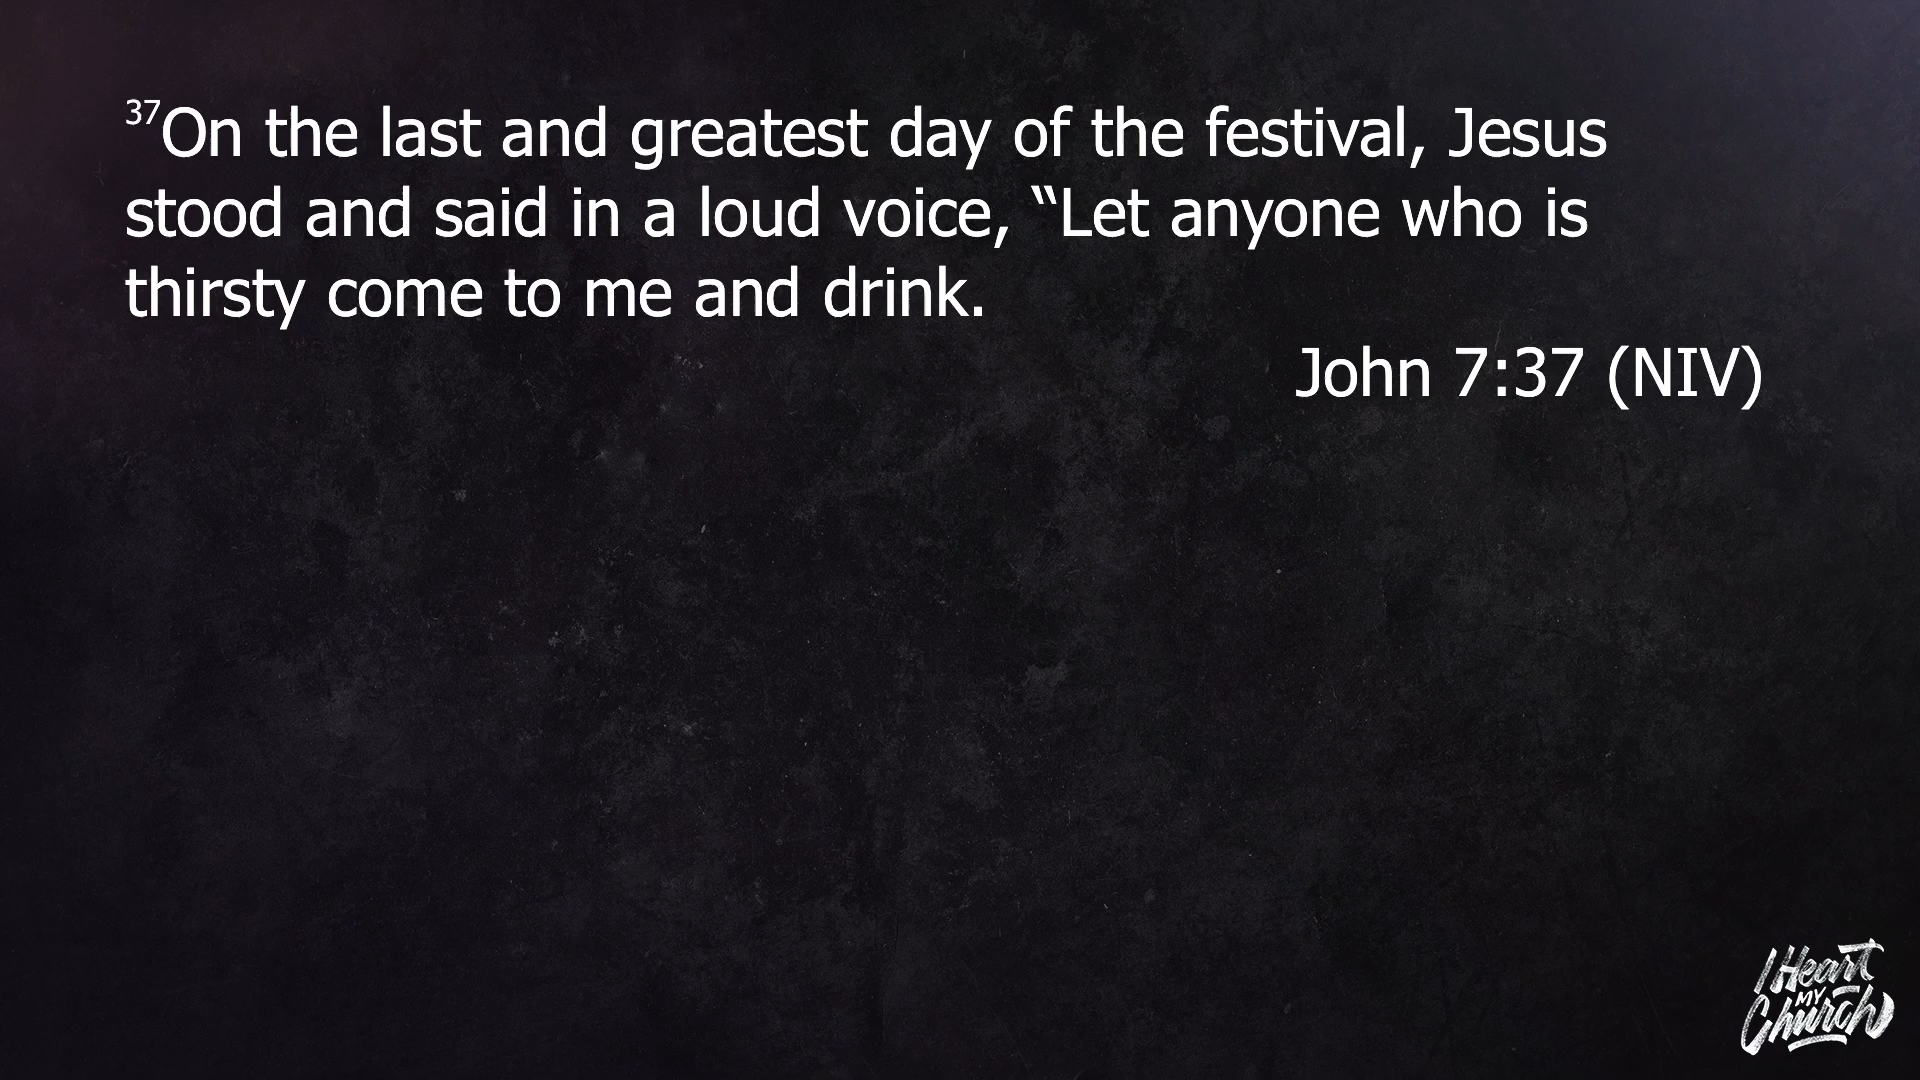 37On the last and greatest day of the festival, Jesus
stood and said in a loud voice, “Let anyone who is
thirsty come to me and drink.
John 7:37 (NIV)
I Heart
MY
Church